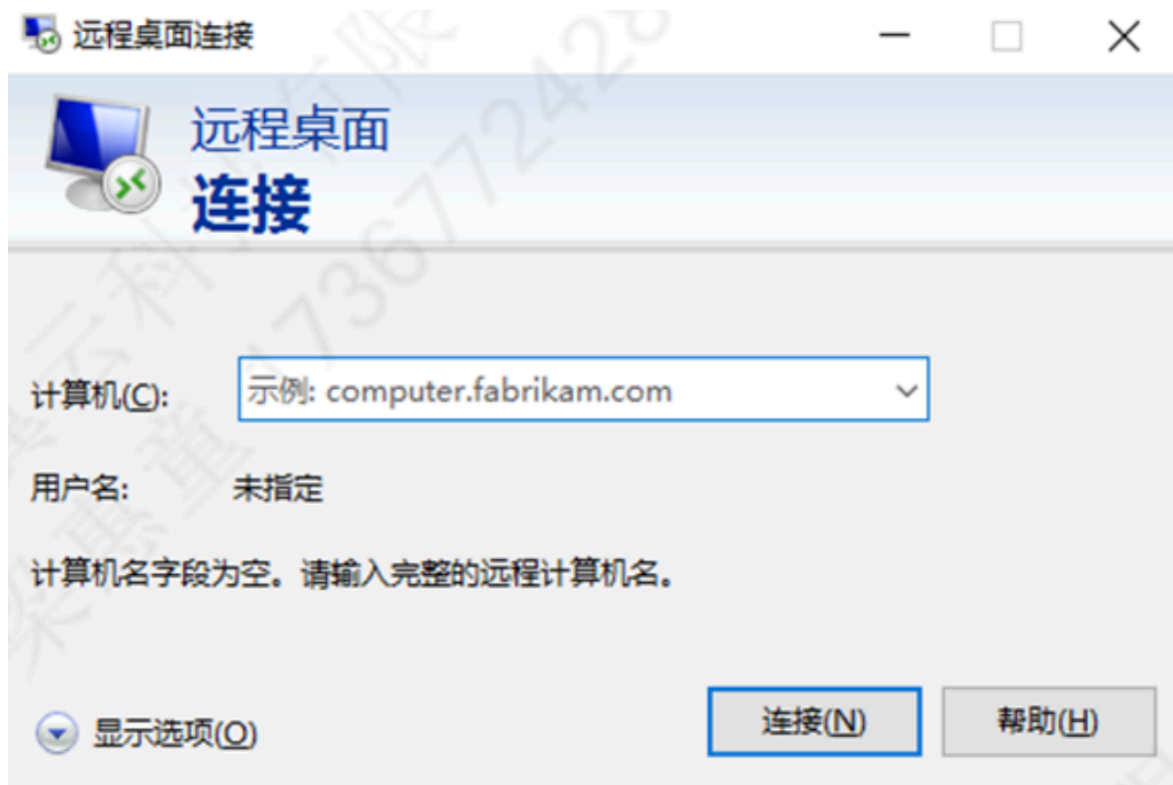 远程桌面连接
远程桌面
连接
计算机(C): 示例: computer.fabrikam.com
用户名: 未指定
计算机名字段为空。请输入完整的远程计算机名。
显示选项(O) 连接(N) 帮助(H)